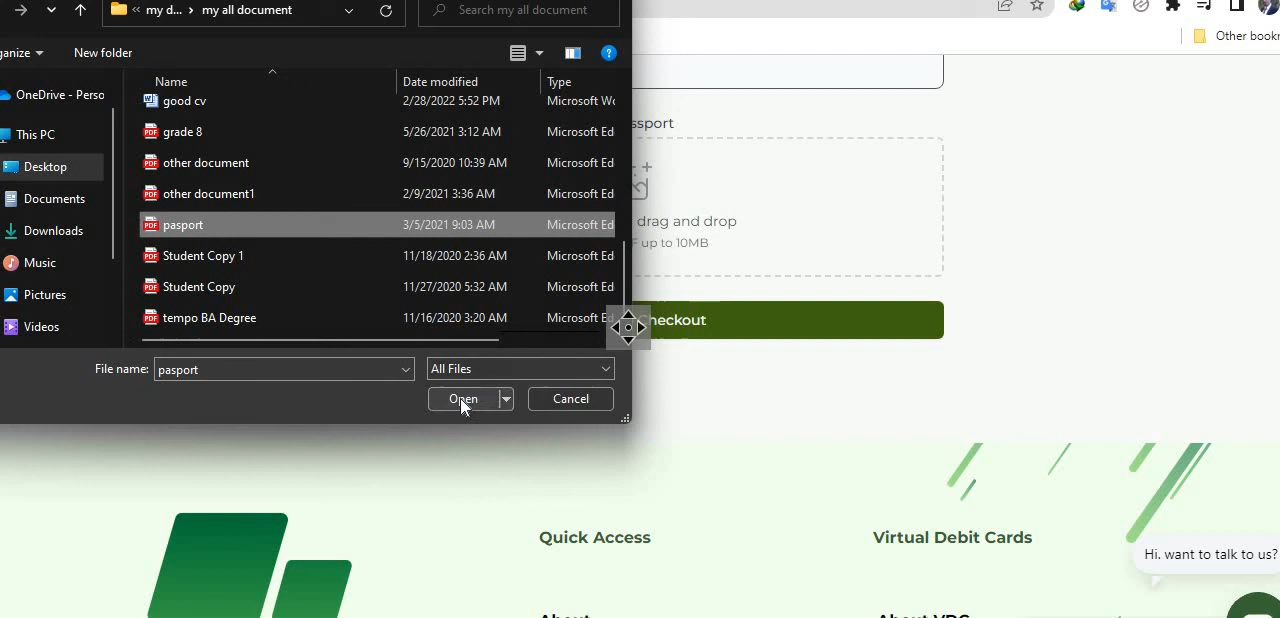 my d... my all document
Search my all document
Other bookm
ganize
New folder
Name
Date modified
Type
good cv 2/28/2022 5:52 PM Microsoft Wo
grade 8 5/26/2021 3:12 AM Microsoft Ed
other document 9/15/2020 10:39 AM Microsoft Ed
other document1 2/9/2021 3:36 AM Microsoft Ed
pasport 3/5/2021 9:03 AM Microsoft Ed
Student Copy 1 11/18/2020 2:36 AM Microsoft Ed
Student Copy 11/27/2020 5:32 AM Microsoft Ed
tempo BA Degree 11/16/2020 3:20 AM Microsoft Ed
OneDrive - Perso
This PC
Desktop
Documents
Downloads
Music
Pictures
Videos
File name: pasport
All Files
Open
Cancel
ssport
drag and drop
F up to 10MB
Checkout
Quick Access
Virtual Debit Cards
Hi. want to talk to us?
About